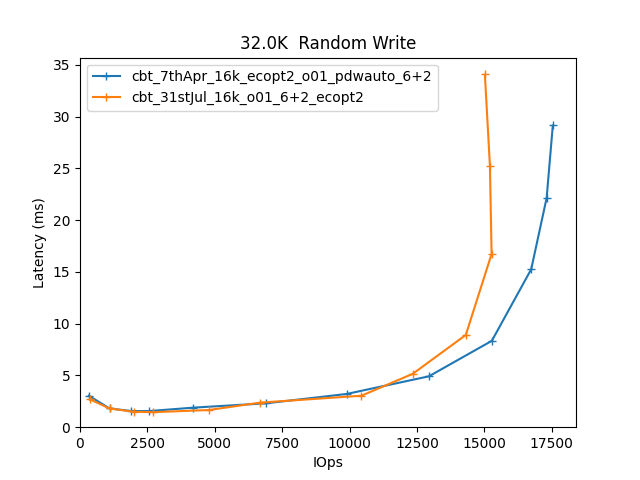 32.0K  Random Write
cbt_7thApr_16k_ecopt2_o01_pdwauto_6+2
cbt_31stJul_16k_o01_6+2_ecopt2
35
30
25
20
15
10
5
0
Latency (ms)
0 2500 5000 7500 10000 12500 15000 17500
IOps